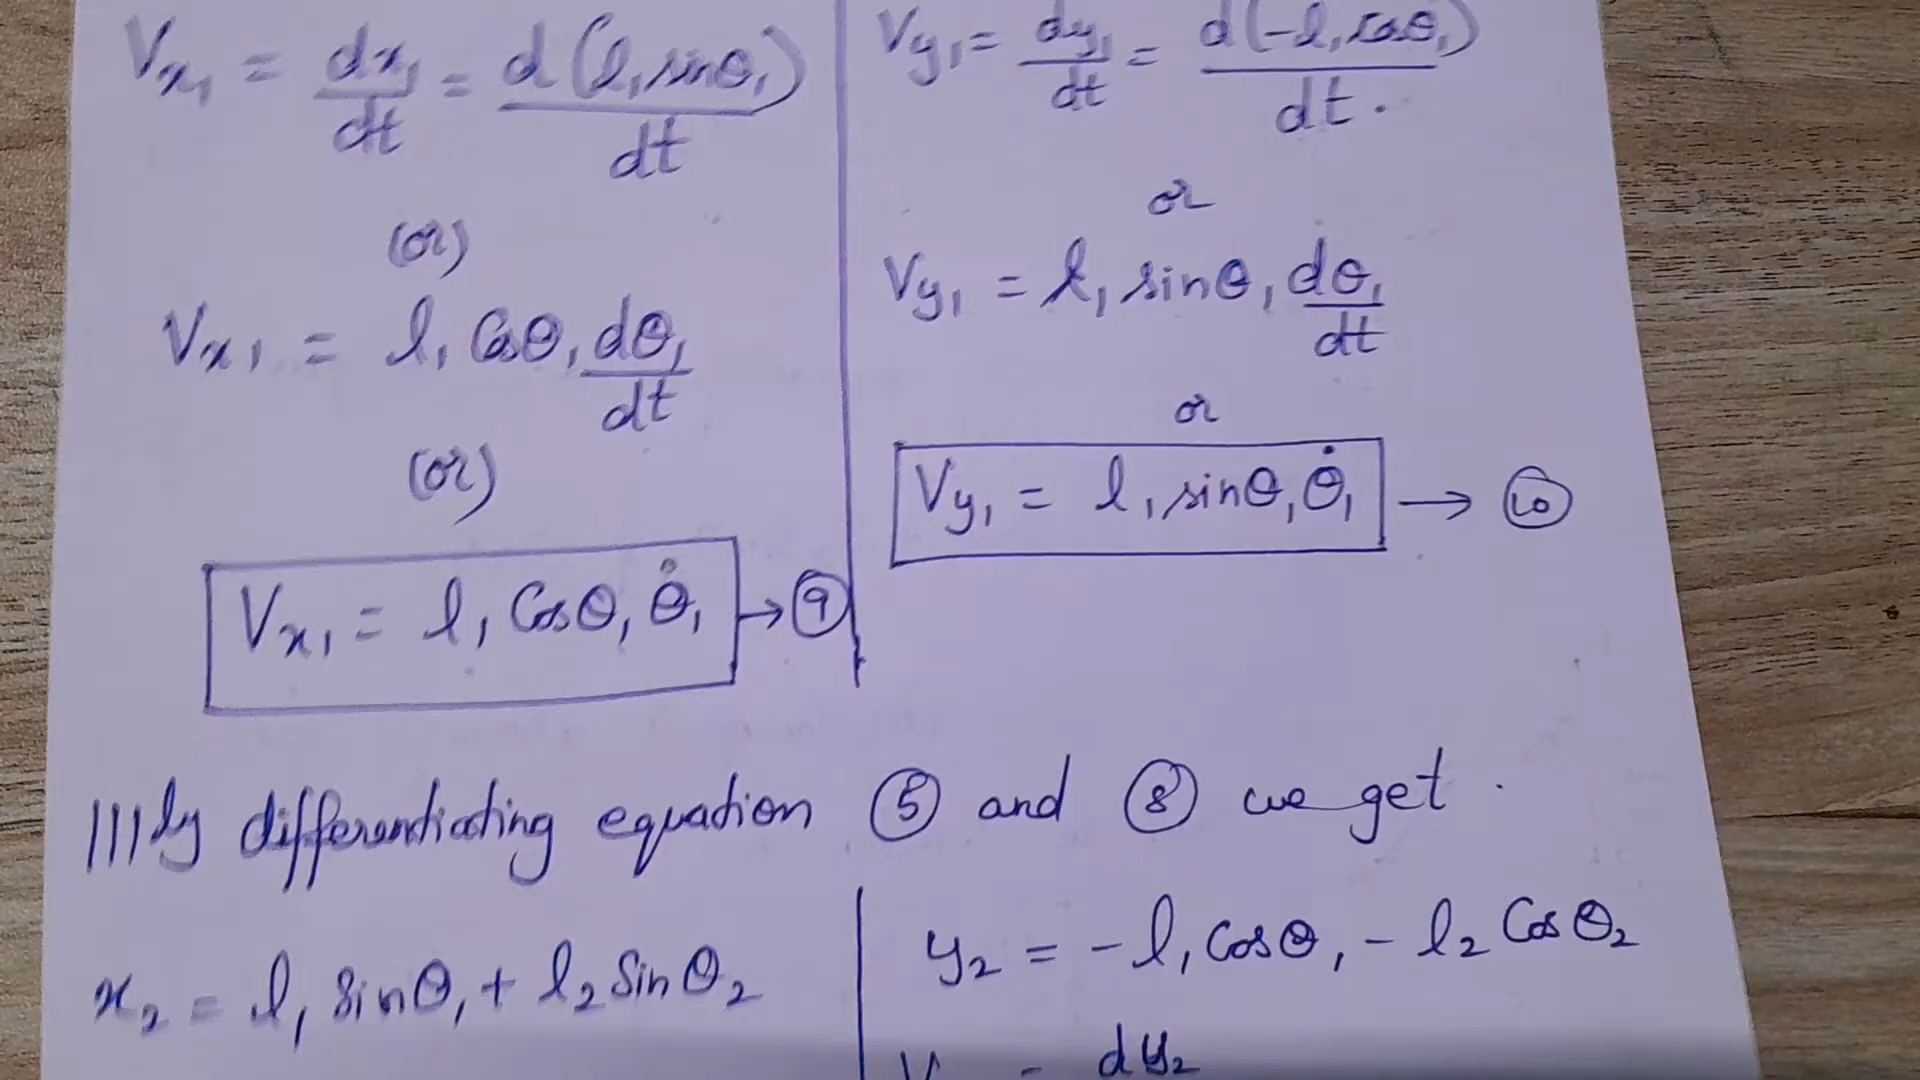 Vx₁ = dx₁/dt = d(l₁ sinθ₁)/dt
(or)
Vx₁ = l₁ Cosθ₁ dθ₁/dt
(or)
Vx₁ = l₁ Cosθ₁ θ̇₁ → ⑨
Vy₁ = dy₁/dt = d(-l₁ cosθ₁)/dt.
or
Vy₁ = l₁ sinθ₁ dθ₁/dt
or
Vy₁ = l₁ sinθ₁ θ̇₁ → ⑩
|||ly differentiating equation ⑤ and ⑧ we get.
x₂ = l₁ sinθ₁ + l₂ Sinθ₂
y₂ = -l₁ Cosθ₁ - l₂ Cosθ₂
= dy₂